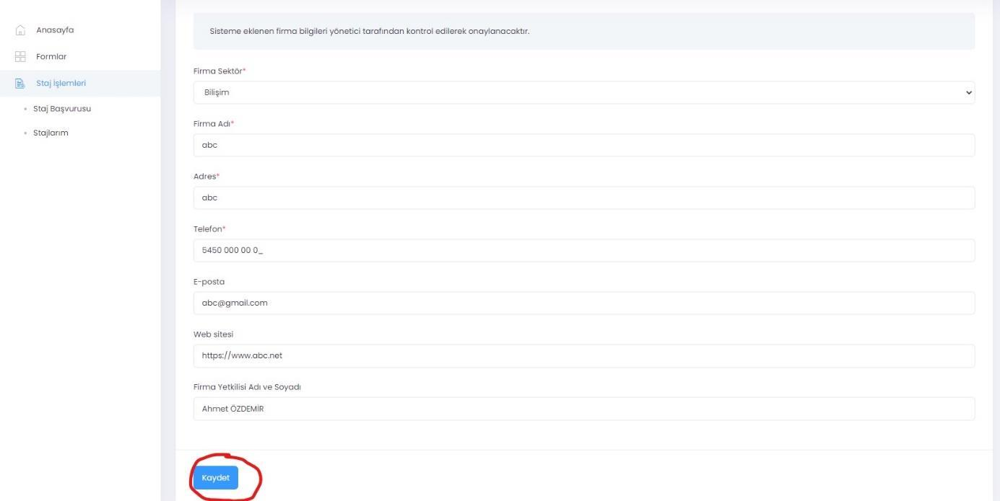 Anasayfa
Formlar
Staj İşlemleri
Staj Başvurusu
Stajlarım
Sisteme eklenen firma bilgileri yönetici tarafından kontrol edilerek onaylanacaktır.
Firma Sektör*
Bilişim
Firma Adı*
abc
Adres*
abc
Telefon*
5450 000 00 0_
E-posta
abc@gmail.com
Web sitesi
https://www.abc.net
Firma Yetkilisi Adı ve Soyadı
Ahmet ÖZDEMİR
Kaydet